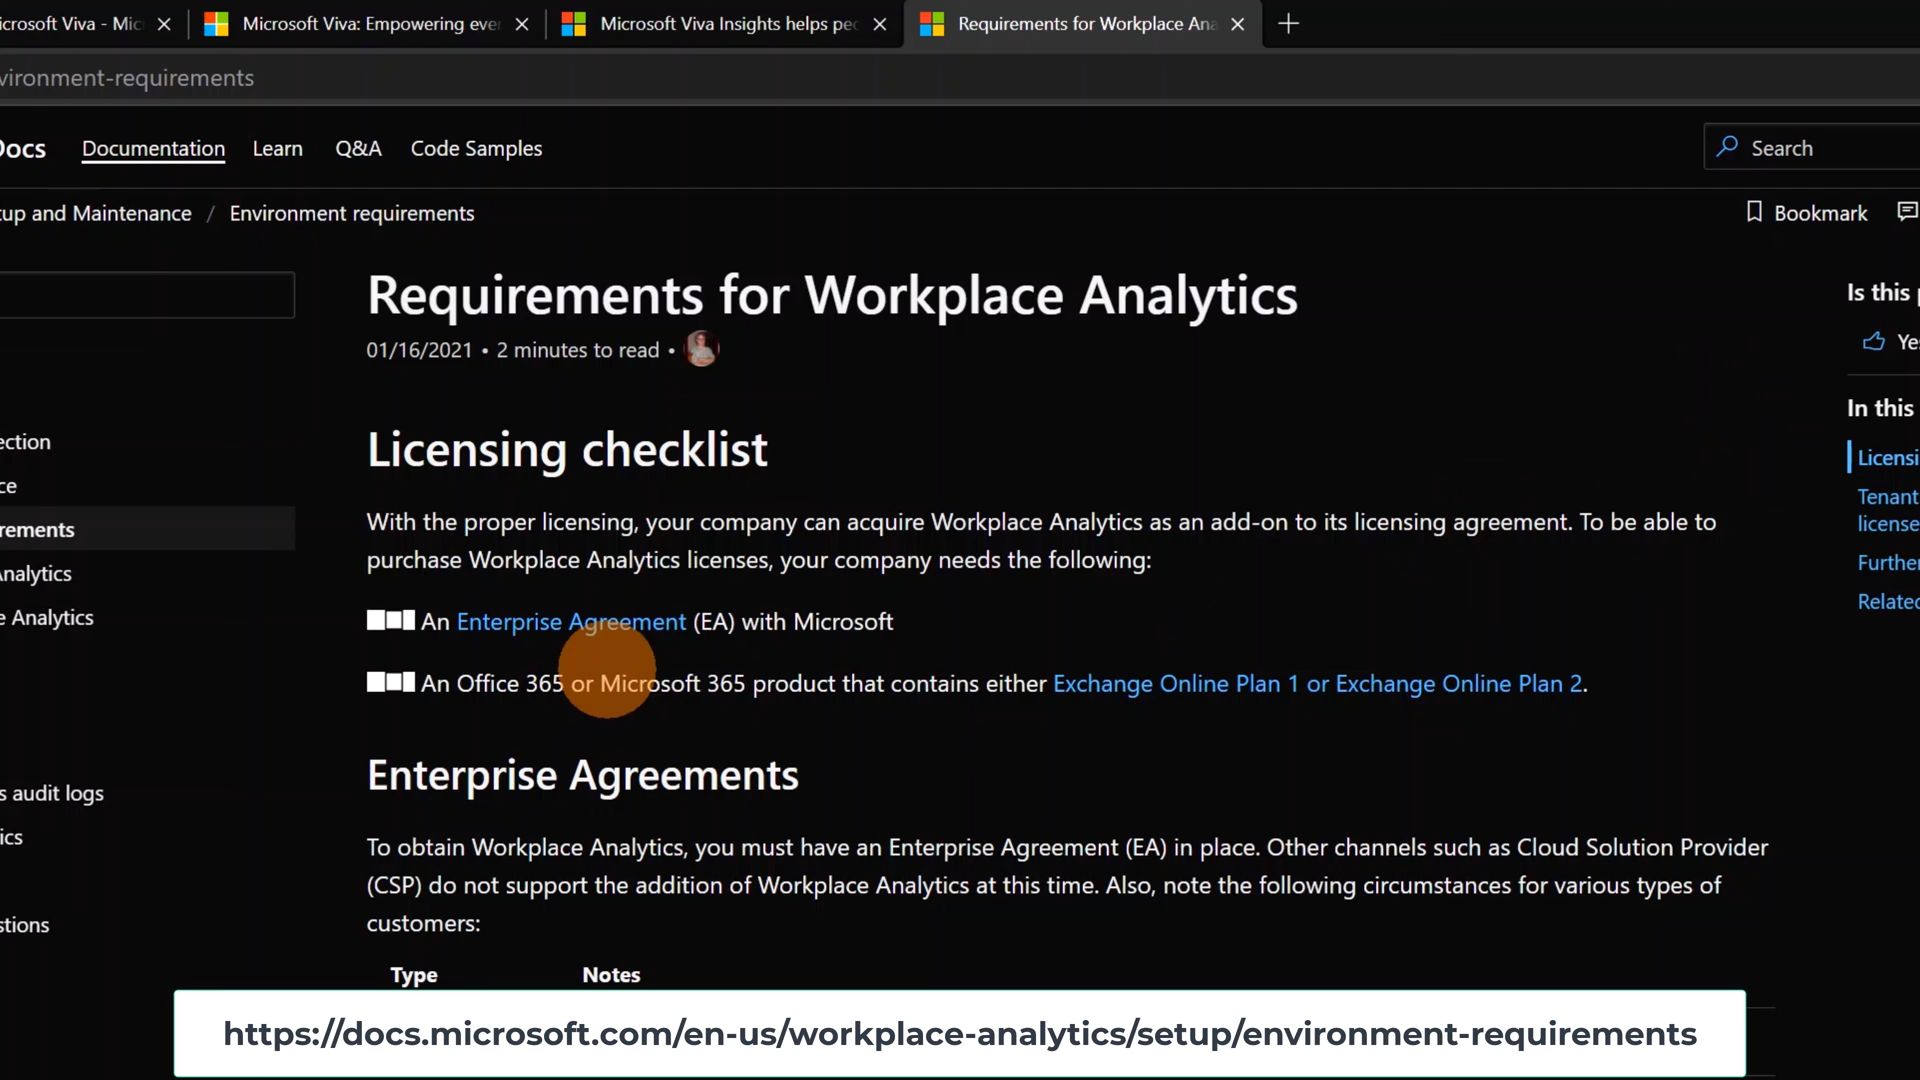 icrosoft Viva - Mic
Microsoft Viva: Empowering ever
Microsoft Viva Insights helps peo
Requirements for Workplace Ana
vironment-requirements
Docs Documentation Learn Q&A Code Samples
Search
tup and Maintenance / Environment requirements
Bookmark
Requirements for Workplace Analytics
01/16/2021 • 2 minutes to read •
Is this p
Yes
In this
Licensi
Tenant
license
Further
Related
ection
ce
rements
Analytics
e Analytics
s audit logs
ics
stions
Licensing checklist
With the proper licensing, your company can acquire Workplace Analytics as an add-on to its licensing agreement. To be able to
purchase Workplace Analytics licenses, your company needs the following:
An Enterprise Agreement (EA) with Microsoft
An Office 365 or Microsoft 365 product that contains either Exchange Online Plan 1 or Exchange Online Plan 2.
Enterprise Agreements
To obtain Workplace Analytics, you must have an Enterprise Agreement (EA) in place. Other channels such as Cloud Solution Provider
(CSP) do not support the addition of Workplace Analytics at this time. Also, note the following circumstances for various types of
customers:
Type Notes
https://docs.microsoft.com/en-us/workplace-analytics/setup/environment-requirements